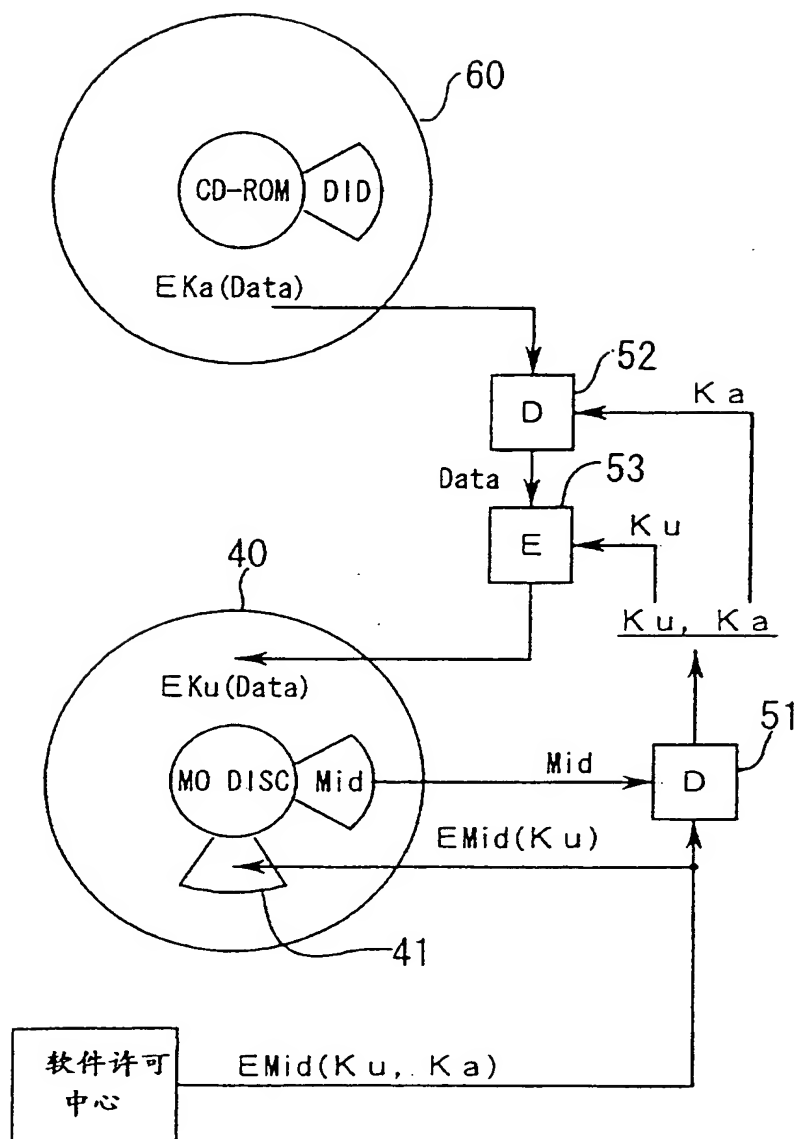 60
CD-ROM
DID
EKa(Data)
52
Ka
D
Data
53
Ku
E
40
Ku, Ka
EKu(Data)
51
MO DISC
Mid
Mid
D
EMid(Ku)
41
软件许可
中心
EMid(Ku, Ka)